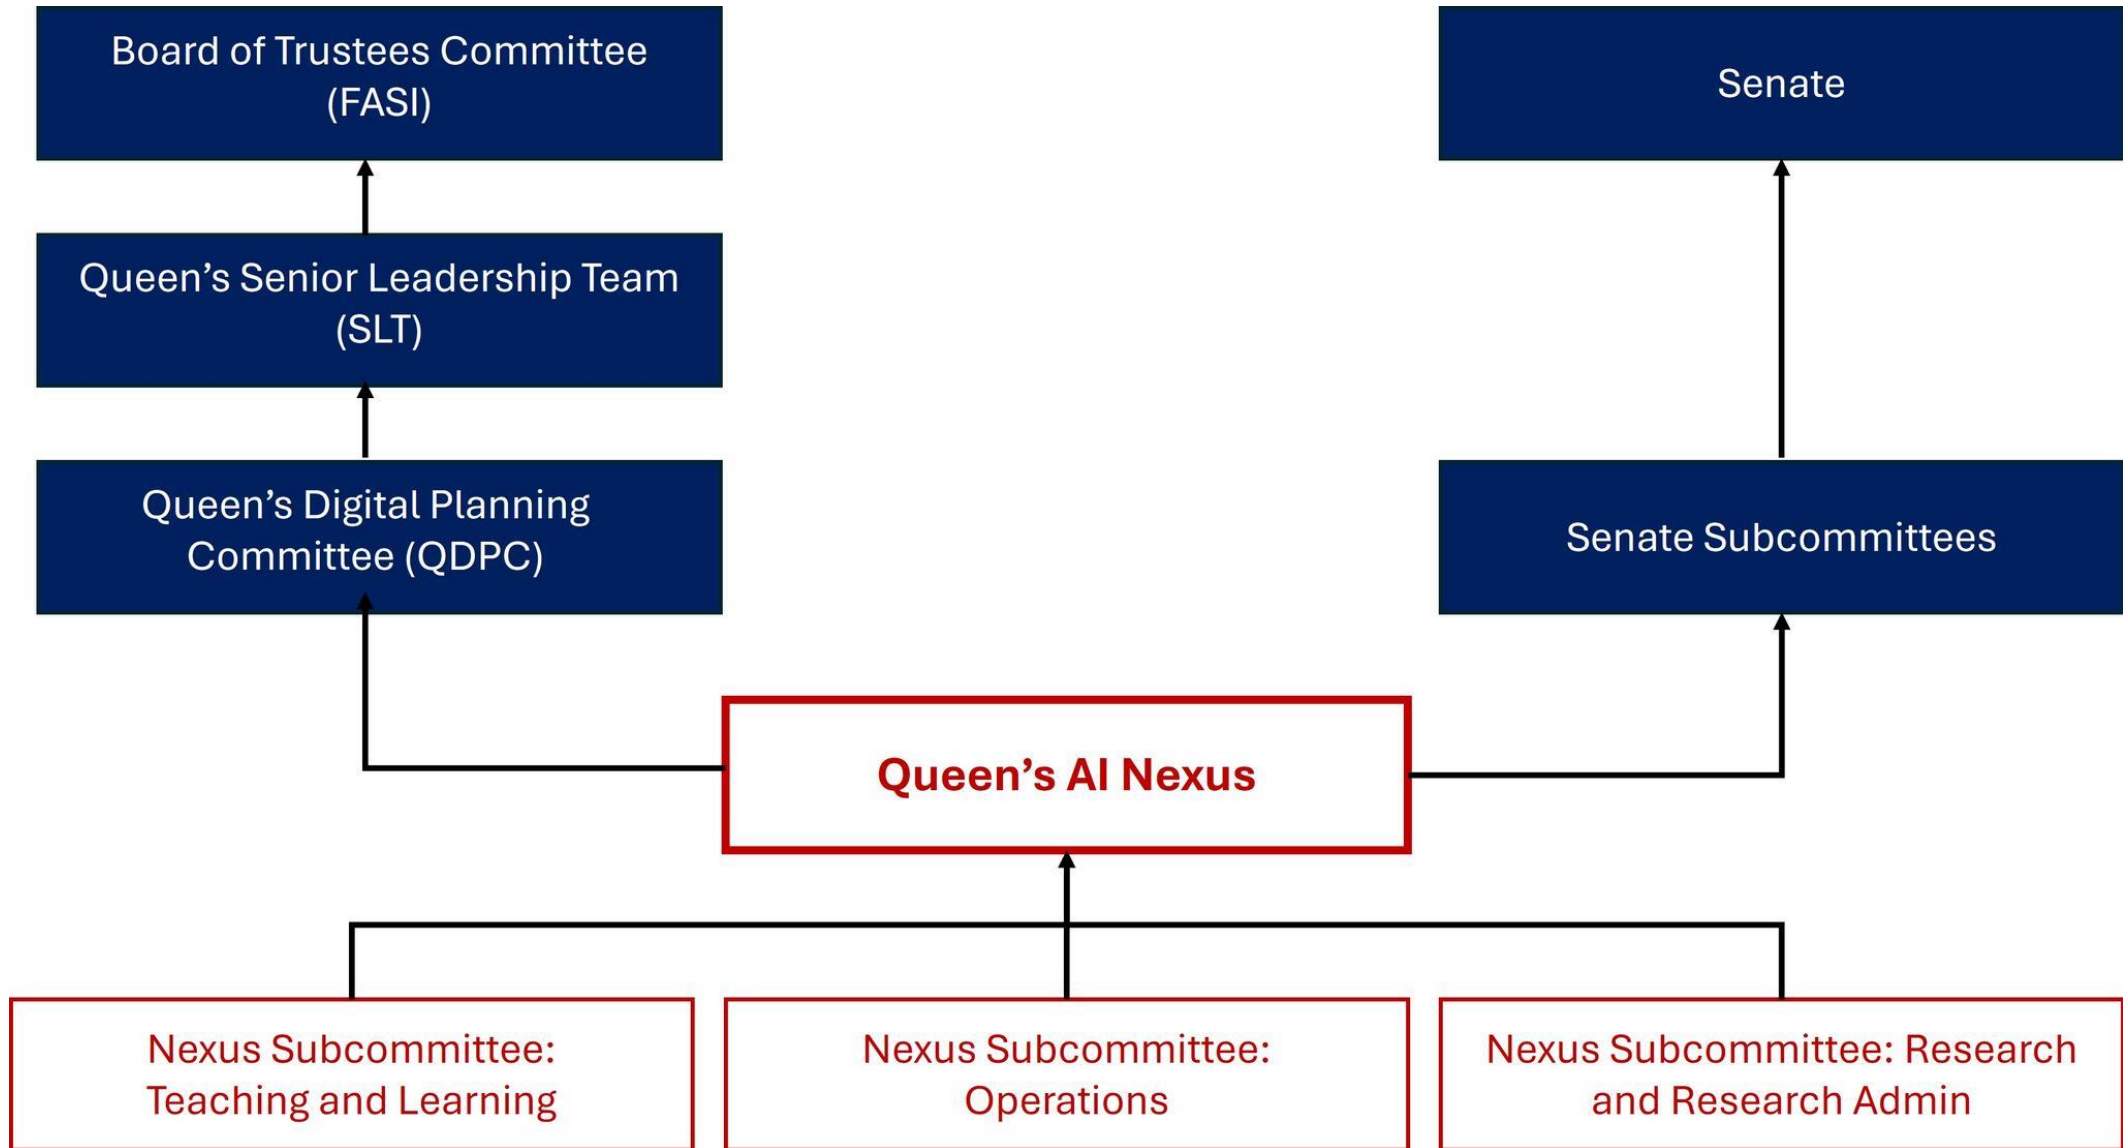 Board of Trustees Committee
(FASI)
Senate
Queen’s Senior Leadership Team
(SLT)
Queen’s Digital Planning
Committee (QDPC)
Senate Subcommittees
Queen’s AI Nexus
Nexus Subcommittee:
Teaching and Learning
Nexus Subcommittee:
Operations
Nexus Subcommittee: Research
and Research Admin